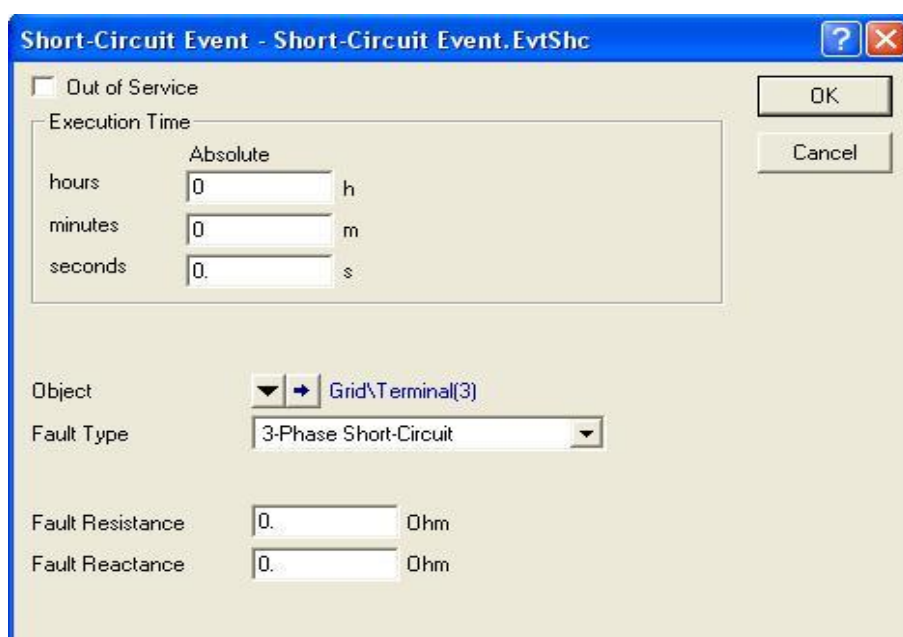 Short-Circuit Event - Short-Circuit Event.EvtShc
Out of Service
OK
Execution Time
Cancel
Absolute
hours 0 h
minutes 0 m
seconds 0. s
Object Grid\Terminal(3)
Fault Type 3-Phase Short-Circuit
Fault Resistance 0. Ohm
Fault Reactance 0. Ohm